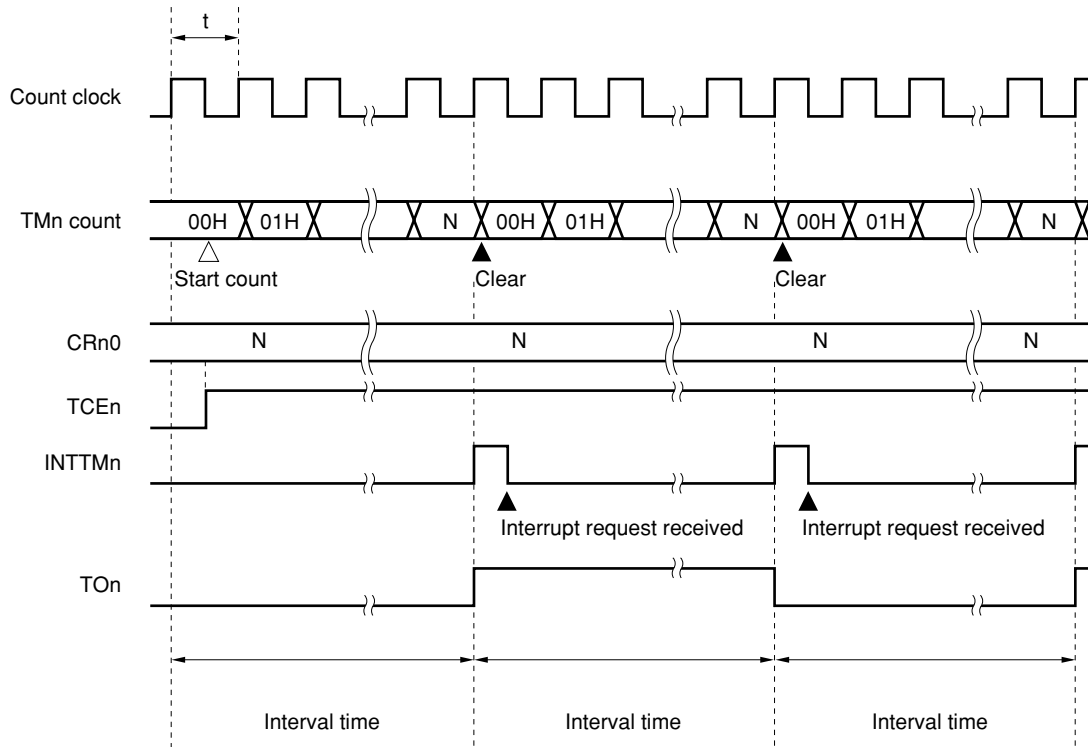 t
Count clock
TMn count 00H 01H N 00H 01H N 00H 01H N
Start count Clear Clear
CRn0 N N N N
TCEn
INTTMn
Interrupt request received Interrupt request received
TOn
Interval time Interval time Interval time